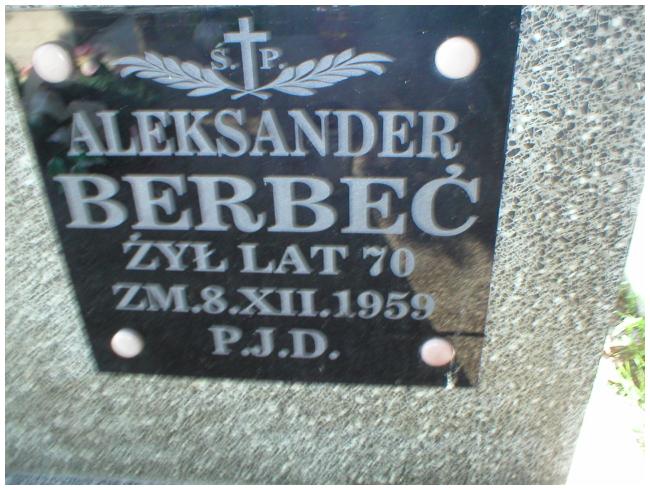 Ś.P.
ALEKSANDER
BERBEĆ
ŻYŁ LAT 70
ZM.8.XII.1959
P.J.D.